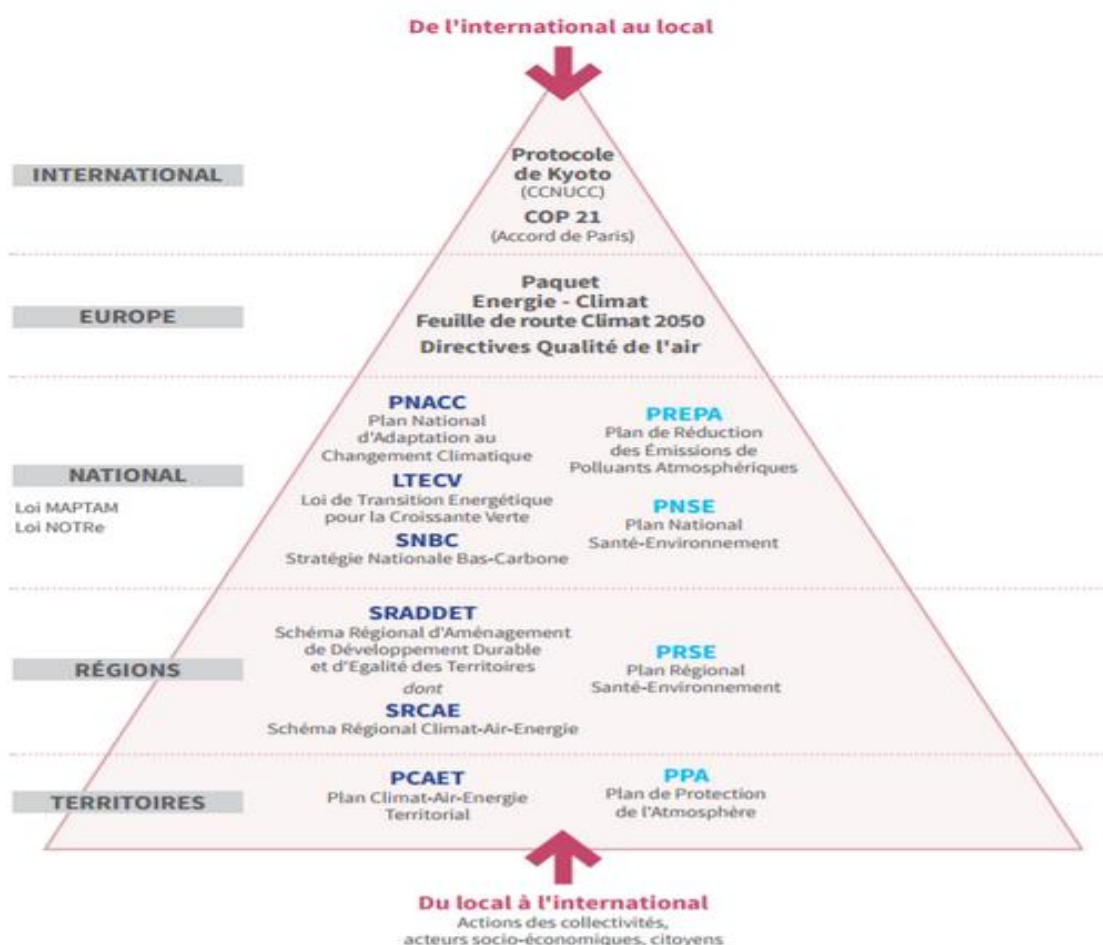 De l'international au local
INTERNATIONAL
Protocole
de Kyoto
(CCNUCC)
COP 21
(Accord de Paris)
EUROPE
Paquet
Energie - Climat
Feuille de route Climat 2050
Directives Qualité de l'air
NATIONAL
Loi MAPTAM
Loi NOTRe
PNACC
Plan National
d'Adaptation au
Changement Climatique
LTECV
Loi de Transition Energétique
pour la Croissante Verte
SNBC
Stratégie Nationale Bas-Carbone
PREPA
Plan de Réduction
des Émissions de
Polluants Atmosphériques
PNSE
Plan National
Santé-Environnement
RÉGIONS
SRADDET
Schéma Régional d'Aménagement
de Développement Durable
et d'Egalité des Territoires
dont
SRCAE
Schéma Régional Climat-Air-Energie
PRSE
Plan Régional
Santé-Environnement
TERRITOIRES
PCAET
Plan Climat-Air-Energie
Territorial
PPA
Plan de Protection
de l'Atmosphère
Du local à l'international
Actions des collectivités,
acteurs socio-économiques, citoyens